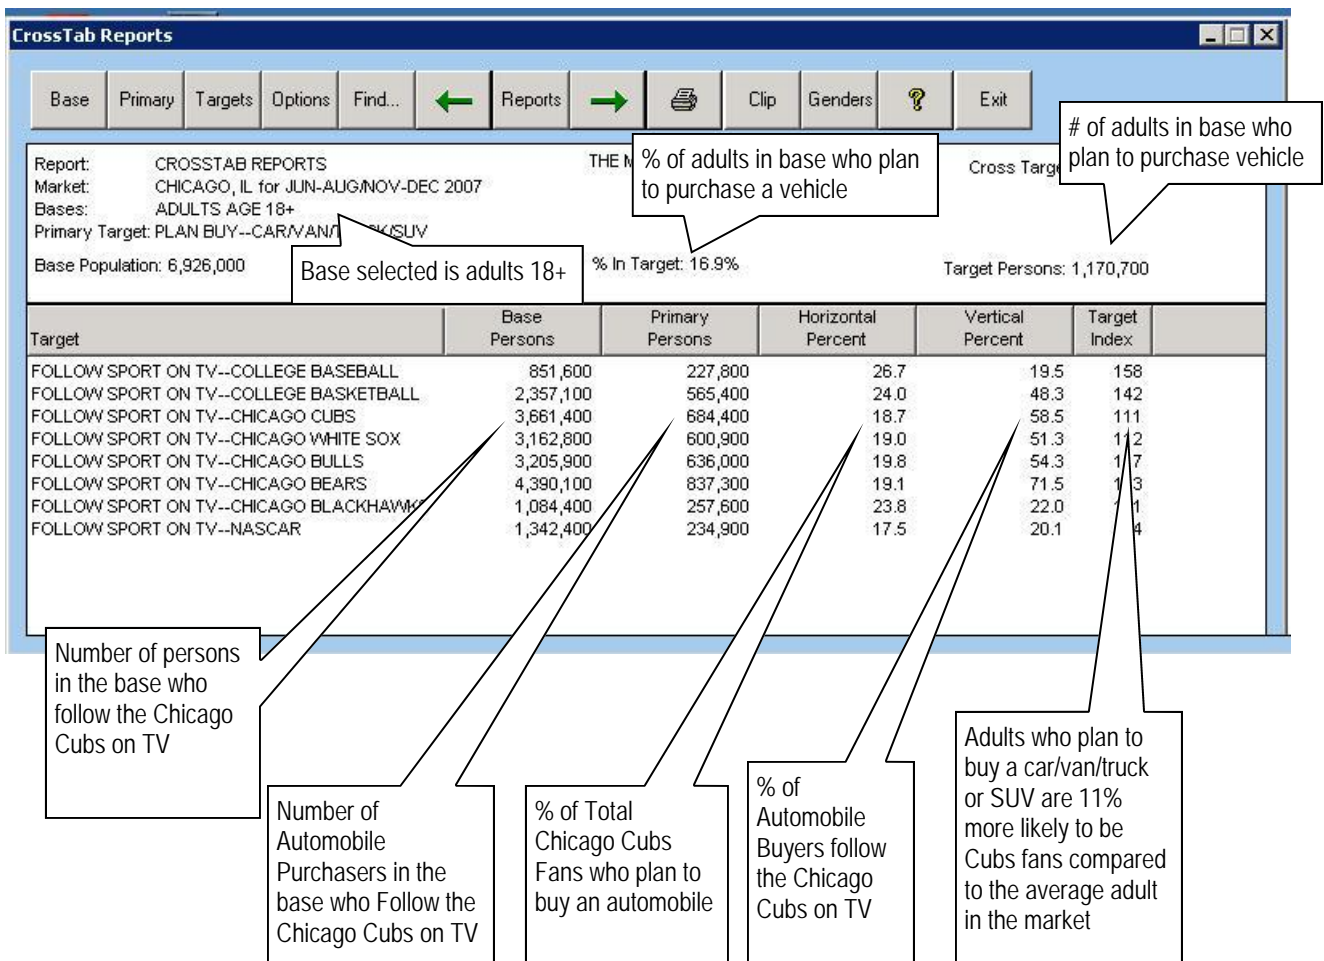 CrossTab Reports
Base Primary Targets Options Find... Reports Clip Genders ? Exit
# of adults in base who
plan to purchase vehicle
% of adults in base who plan
to purchase a vehicle
Report: CROSSTAB REPORTS THE Cross
Market: CHICAGO, IL for JUN-AUG/NOV-DEC 2007
Bases: ADULTS AGE 18+
Primary Target: PLAN BUY--CAR/VAN/
Base selected is adults 18+
Base Population: 6,926,000 % In Target: 16.9% Target Persons: 1,170,700
Target Base Persons Primary Persons Horizontal Percent Vertical Percent Target Index
FOLLOW SPORT ON TV--COLLEGE BASEBALL 851,600 227,800 26.7 19.5 158
FOLLOW SPORT ON TV--COLLEGE BASKETBALL 2,357,100 565,400 24.0 48.3 142
FOLLOW SPORT ON TV--CHICAGO CUBS 3,661,400 684,400 18.7 58.5 111
FOLLOW SPORT ON TV--CHICAGO WHITE SOX 3,162,800 600,900 19.0 51.3
FOLLOW SPORT ON TV--CHICAGO BULLS 3,205,900 636,000 19.8 54.3
FOLLOW SPORT ON TV--CHICAGO BEARS 4,390,100 837,300 19.1 71.5
FOLLOW SPORT ON TV--CHICAGO 1,084,400 257,600 23.8 22.0
FOLLOW SPORT ON TV--NASCAR 1,342,400 234,900 17.5 20.1
Number of persons
in the base who
follow the Chicago
Cubs on TV
Number of
Automobile
Purchasers in the
base who Follow the
Chicago Cubs on TV
% of Total
Chicago Cubs
Fans who plan to
buy an automobile
% of
Automobile
Buyers follow
the Chicago
Cubs on TV
Adults who plan to
buy a car/van/truck
or SUV are 11%
more likely to be
Cubs fans compared
to the average adult
in the market